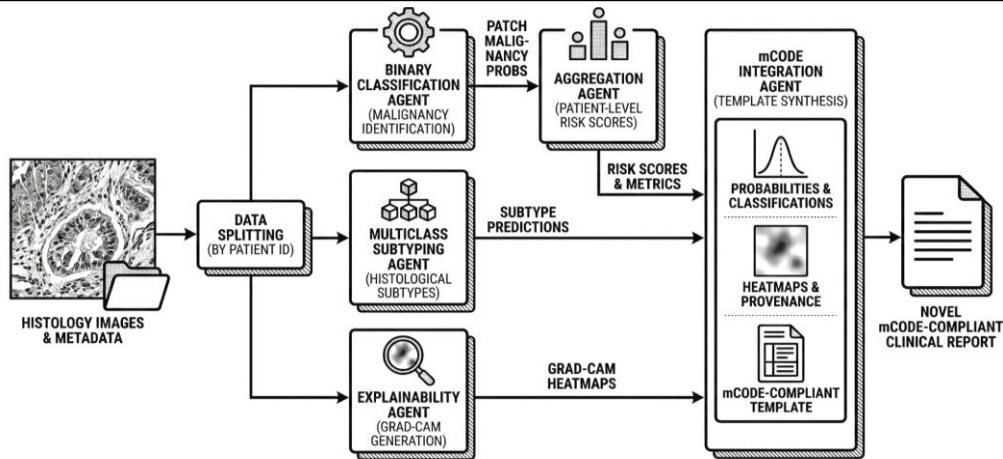 HISTOLOGY IMAGES
& METADATA
DATA
SPLITTING
(BY PATIENT ID)
BINARY
CLASSIFICATION
AGENT
(MALIGNANCY
IDENTIFICATION)
PATCH
MALIG-
NANCY
PROBS
AGGREGATION
AGENT
(PATIENT-LEVEL
RISK SCORES)
RISK SCORES
& METRICS
MULTICLASS
SUBTYPING
AGENT
(HISTOLOGICAL
SUBTYPES)
SUBTYPE
PREDICTIONS
EXPLAINABILITY
AGENT
(GRAD-CAM
GENERATION)
GRAD-CAM
HEATMAPS
mCODE
INTEGRATION
AGENT
(TEMPLATE SYNTHESIS)
PROBABILITIES &
CLASSIFICATIONS
HEATMAPS &
PROVENANCE
mCODE-COMPLIANT
TEMPLATE
NOVEL
mCODE-COMPLIANT
CLINICAL REPORT